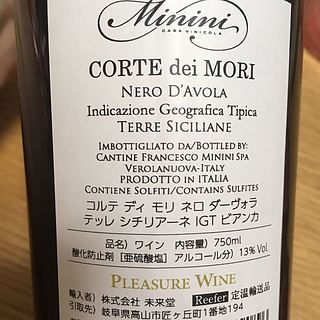 Minini
CASA VINICOLA
CORTE dei MORI
NERO D'AVOLA
Indicazione Geografica Tipica
TERRE SICILIANE
IMBOTTIGLIATO DA/BOTTLED BY:
CANTINE FRANCESCO MININI SPA
VEROLANUOVA-ITALY
PRODOTTO IN ITALIA
CONTIENE SOLFITI/CONTAINS SULFITES
コルテ ディ モリ ネロ ダーヴォラ
テッレ シチリアーネ IGT ビアンカ
品名）ワイン 内容量）750ml
酸化防止剤［亜硫酸塩］アルコール分）13%Vol
PLEASURE WINE
輸入者）株式会社 未来堂 Reefer 定温輸送品
引取先）岐阜県高山市匠ヶ丘町1番地194